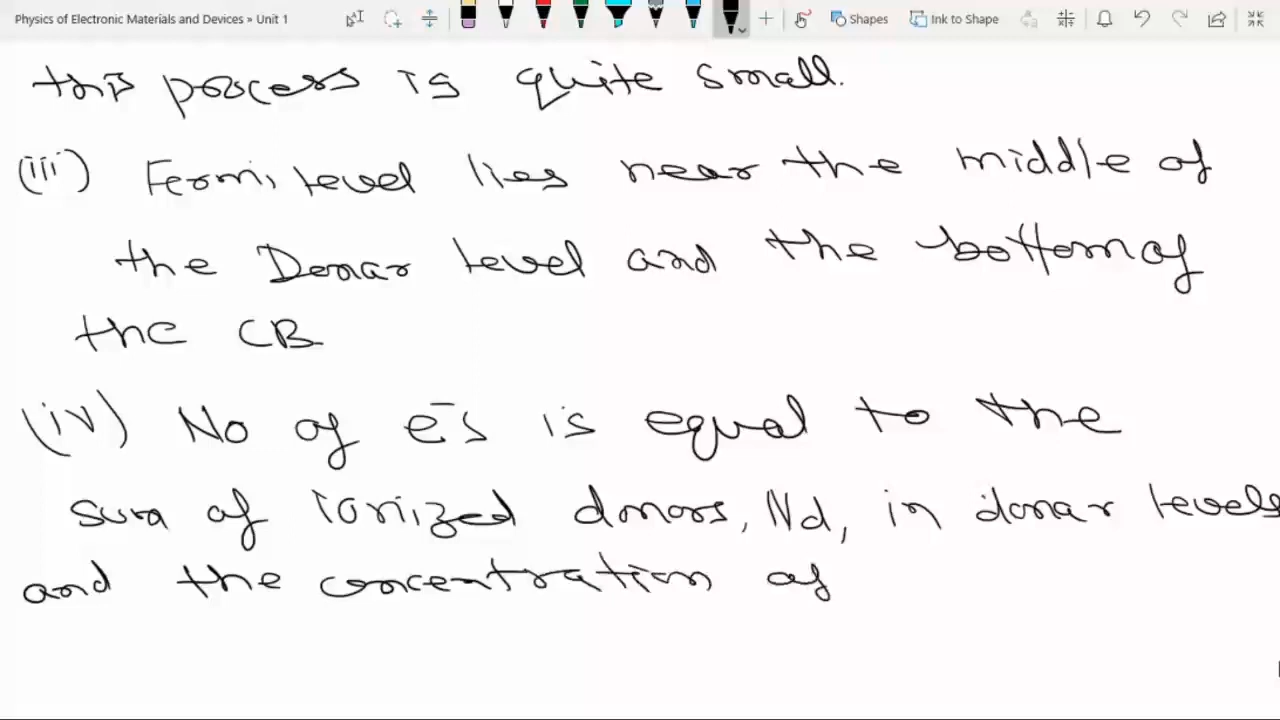 Physics of Electronic Materials and Devices » Unit 1
Shapes
Ink to Shape
this process is quite small.
(iii) Fermi level lies near the middle of
the Donar level and the bottom of
the CB
(iv) No of e⁻s is equal to the
sum of ionized donors, Nd, in donar levels
and the concentration of